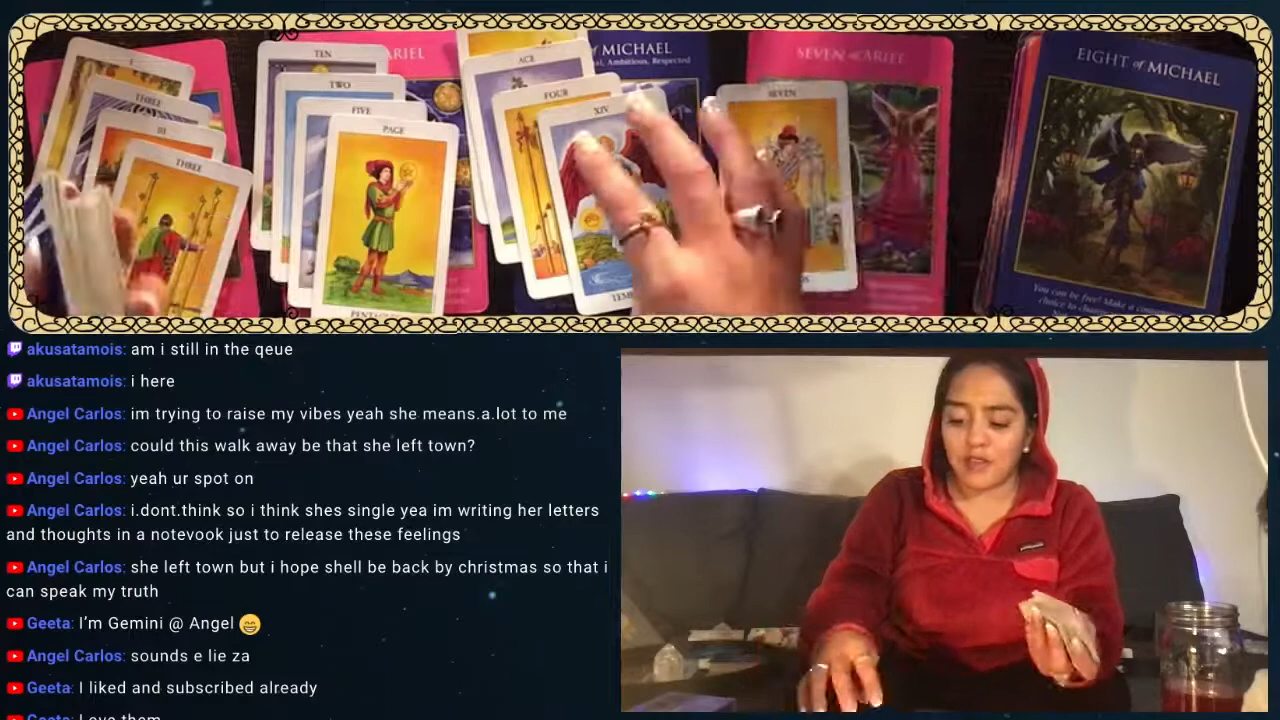 I
THREE
III
THREE
TEN
TWO
FIVE
PAGE
ARIEL
ACE
FOUR
XIV
MICHAEL
Ambitious, Respected
SEVEN
SEVEN of ARIEL
EIGHT of MICHAEL
You can be free! Make a
akusatamois: am i still in the qeue
akusatamois: i here
Angel Carlos: im trying to raise my vibes yeah she means.a.lot to me
Angel Carlos: could this walk away be that she left town?
Angel Carlos: yeah ur spot on
Angel Carlos: i.dont.think so i think shes single yea im writing her letters
and thoughts in a notevook just to release these feelings
Angel Carlos: she left town but i hope shell be back by christmas so that i
can speak my truth
Geeta: I’m Gemini @ Angel
Angel Carlos: sounds e lie za
Geeta: I liked and subscribed already
Geeta: Love them